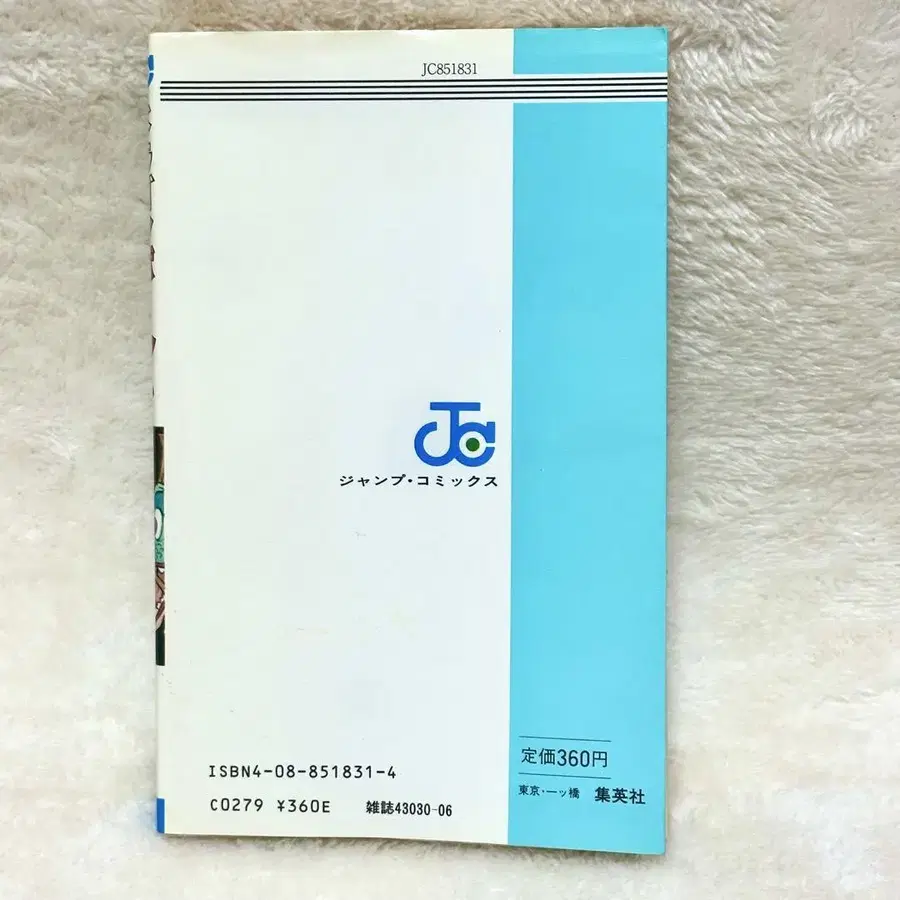 JC851831
JC
ジャンプ・コミックス
定価360円
東京・一ッ橋 集英社
ISBN4-08-851831-4
C0279 ¥360E 雑誌43030-06